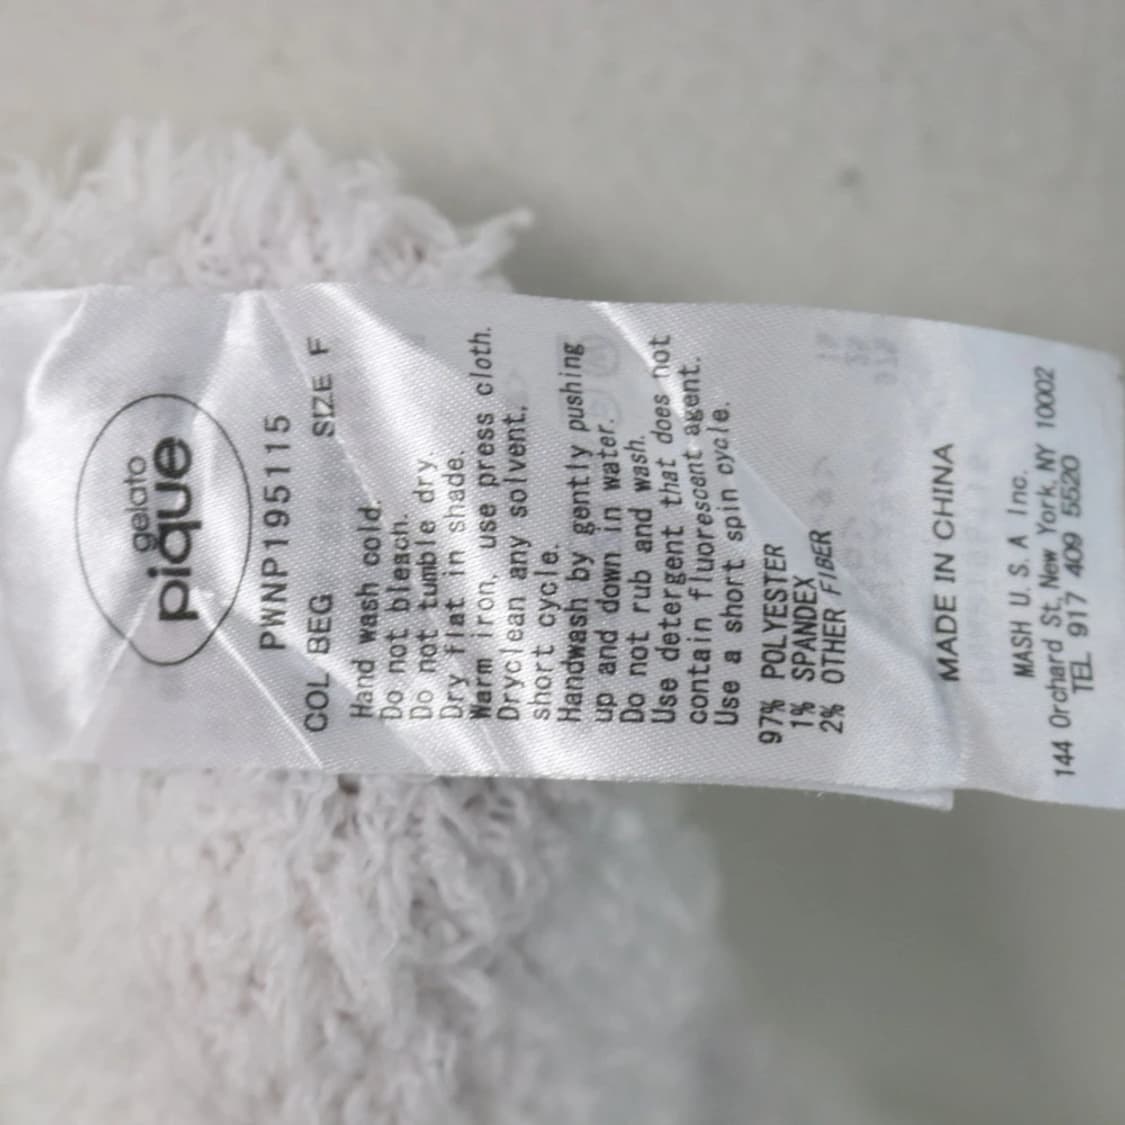 gelato
pique
PWNP195115
COL BEG SIZE F
Hand wash cold.
Do not bleach.
Do not tumble dry.
Dry flat in shade.
Warm iron, use press cloth.
Dryclean any solvent,
short cycle.
Handwash by gently pushing
up and down in water.
Do not rub and wash.
Use detergent that does not
contain fluorescent agent.
Use a short spin cycle.
97% POLYESTER
1% SPANDEX
2% OTHER FIBER
MADE IN CHINA
MASH U. S. A Inc.
144 Orchard St, New York, NY 10002
TEL 917 409 5520